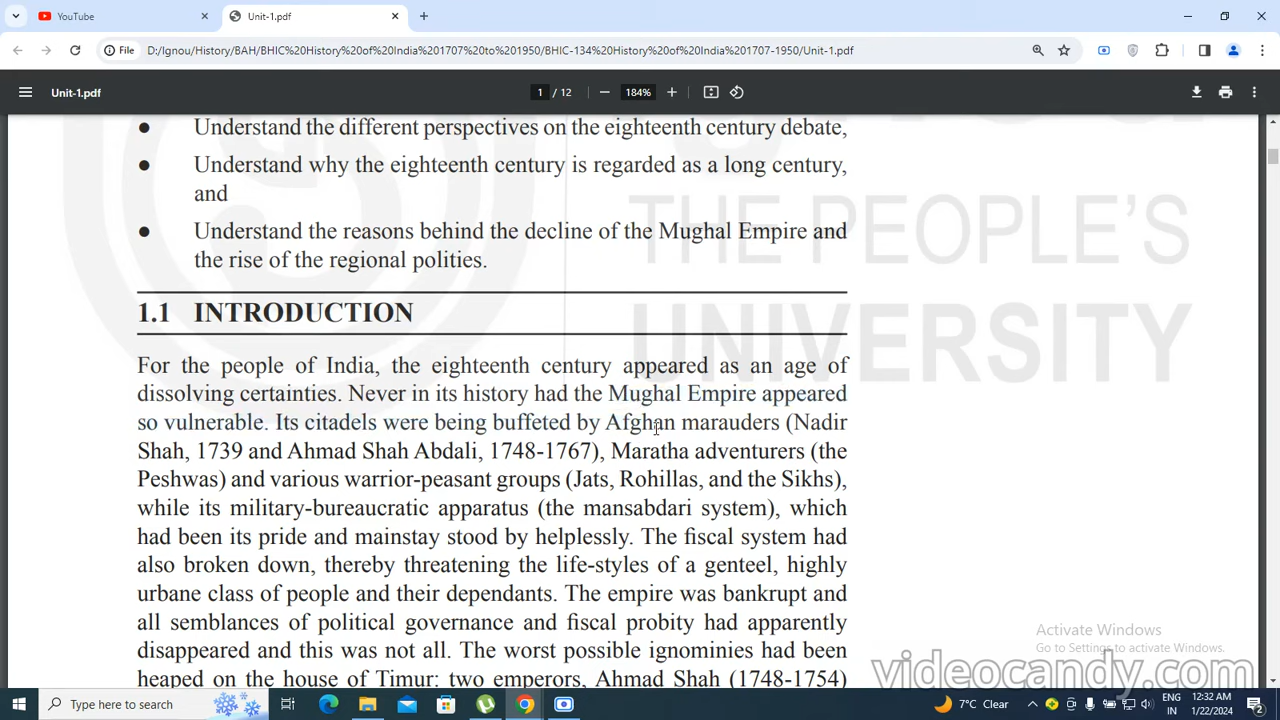 YouTube
Unit-1.pdf
File
D:/Ignou/History/BAH/BHIC%20History%20of%20India%201707%20to%201950/BHIC-134%20History%20of%20India%201707-1950/Unit-1.pdf
Unit-1.pdf
1 / 12
184%
● Understand the different perspectives on the eighteenth century debate,
● Understand why the eighteenth century is regarded as a long century,
and
● Understand the reasons behind the decline of the Mughal Empire and
the rise of the regional polities.
THE PEOPLE'S
UNIVERSITY
1.1 INTRODUCTION
For the people of India, the eighteenth century appeared as an age of
dissolving certainties. Never in its history had the Mughal Empire appeared
so vulnerable. Its citadels were being buffeted by Afghan marauders (Nadir
Shah, 1739 and Ahmad Shah Abdali, 1748-1767), Maratha adventurers (the
Peshwas) and various warrior-peasant groups (Jats, Rohillas, and the Sikhs),
while its military-bureaucratic apparatus (the mansabdari system), which
had been its pride and mainstay stood by helplessly. The fiscal system had
also broken down, thereby threatening the life-styles of a genteel, highly
urbane class of people and their dependants. The empire was bankrupt and
all semblances of political governance and fiscal probity had apparently
disappeared and this was not all. The worst possible ignominies had been
heaped on the house of Timur: two emperors, Ahmad Shah (1748-1754)
Activate Windows
Go to Settings to activate Windows.
videocandy.com
Type here to search
7°C Clear
ENG
IN
12:32 AM
1/22/2024
2